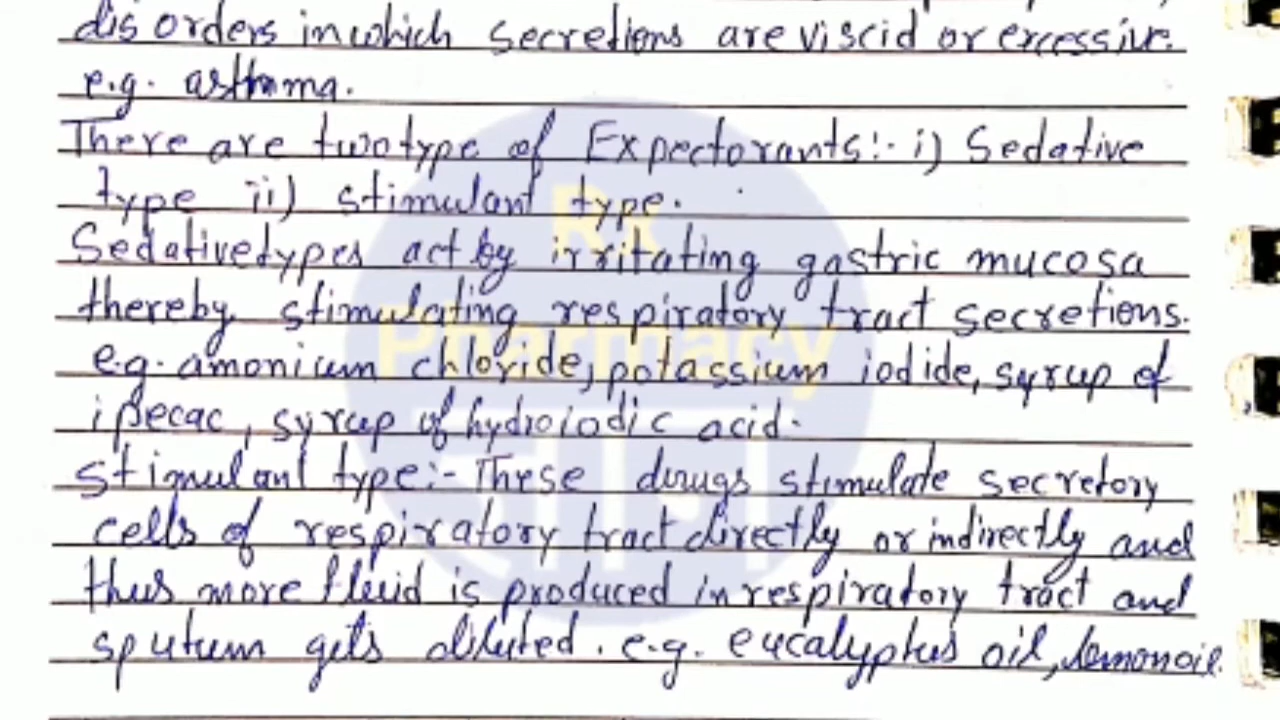 disorders in which secretions are viscid or excessive.
e.g. asthma.
There are two type of Expectorants:- i) Sedative
type ii) stimulant type.
Sedative types act by irritating gastric mucosa
thereby stimulating respiratory tract secretions.
e.g. amonium chloride, potassium iodide, syrup of
ipecac, syrup of hydroiodic acid.
Stimulant type:- These drugs stimulate secretory
cells of respiratory tract directly or indirectly and
thus more fluid is produced in respiratory tract and
sputum gets diluted. e.g. eucalyptus oil, lemon oil.
Rx
Pharmacy